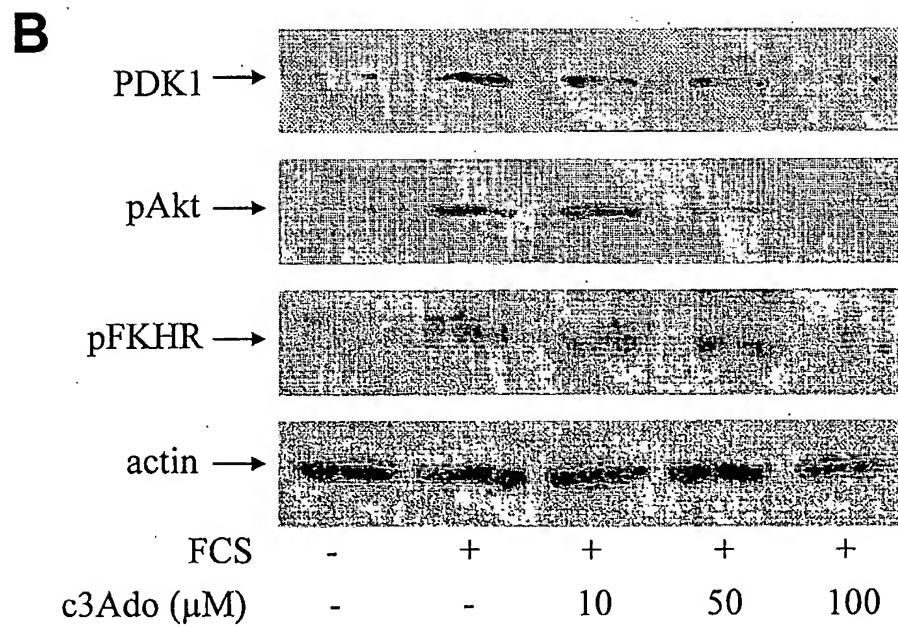 B
PDK1
pAkt
pFKHR
actin
FCS - + + + +
c3Ado (μM) - - 10 50 100